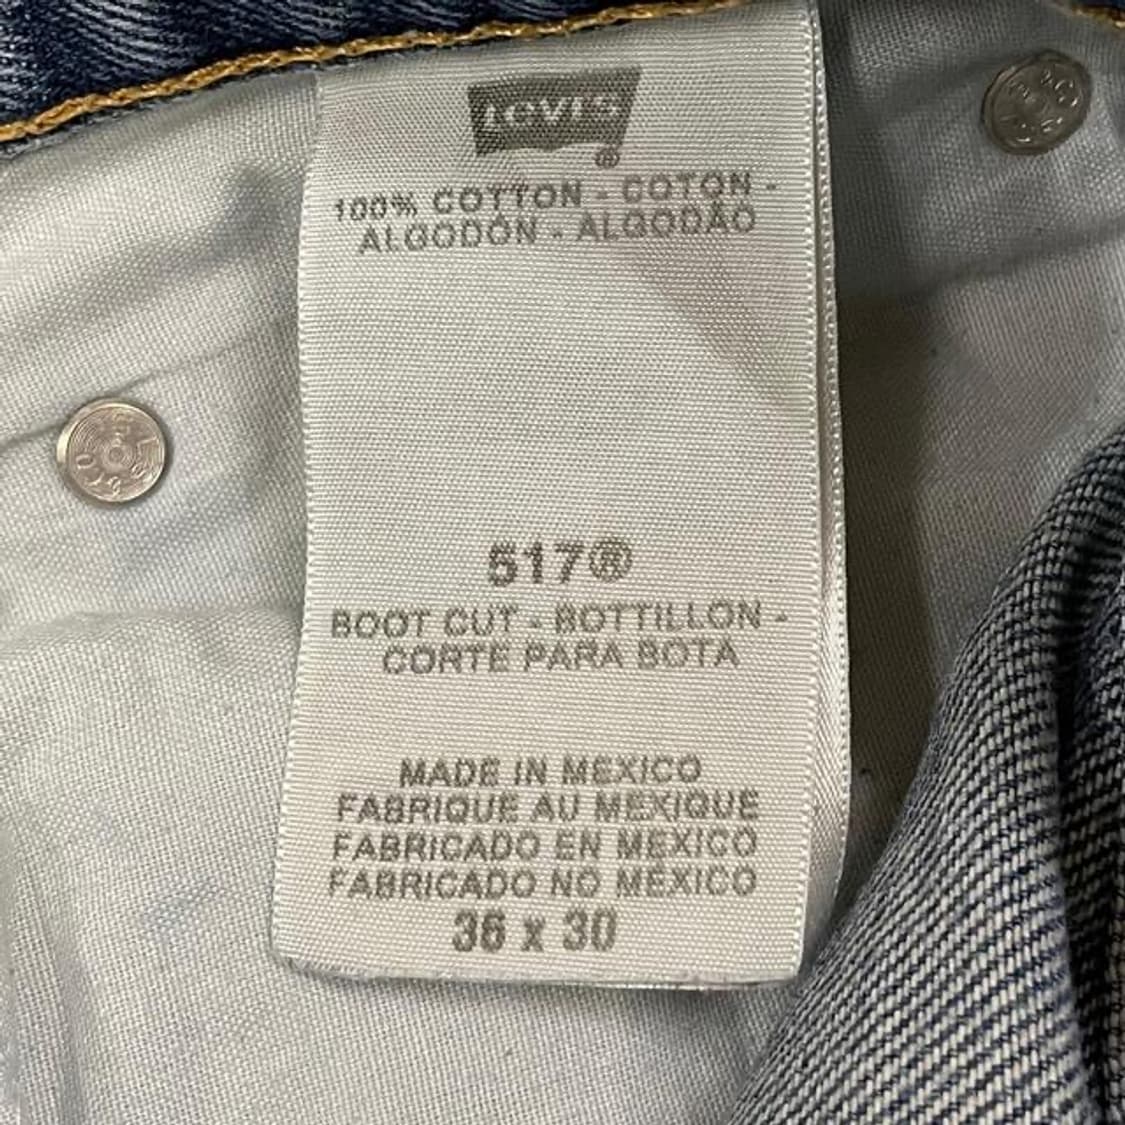 Levi's
®
100% COTTON - COTON -
ALGODÓN - ALGODÃO
517®
BOOT CUT - BOTTILLON -
CORTE PARA BOTA
MADE IN MEXICO
FABRIQUE AU MEXIQUE
FABRICADO EN MEXICO
FABRICADO NO MÉXICO
36 x 30